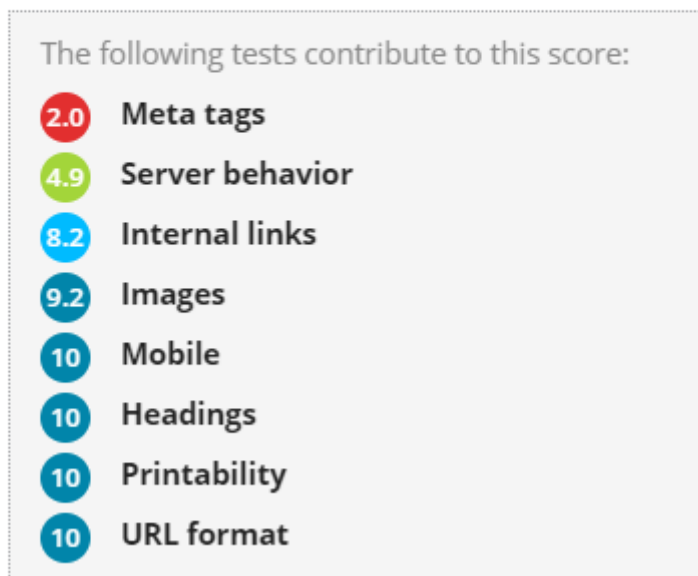 The following tests contribute to this score:
2.0 Meta tags
4.9 Server behavior
8.2 Internal links
9.2 Images
10 Mobile
10 Headings
10 Printability
10 URL format